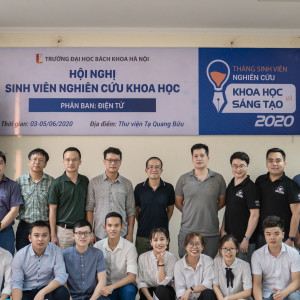 TRƯỜNG ĐẠI HỌC BÁCH KHOA HÀ NỘI
HỘI NGHỊ
SINH VIÊN NGHIÊN CỨU KHOA HỌC
PHÂN BAN: ĐIỆN TỬ
Thời gian: 03-05/06/2020 Địa điểm: Thư viện Tạ Quang Bửu
THÁNG SINH VIÊN
NGHIÊN CỨU
KHOA HỌC
SÁNG TẠO
2020